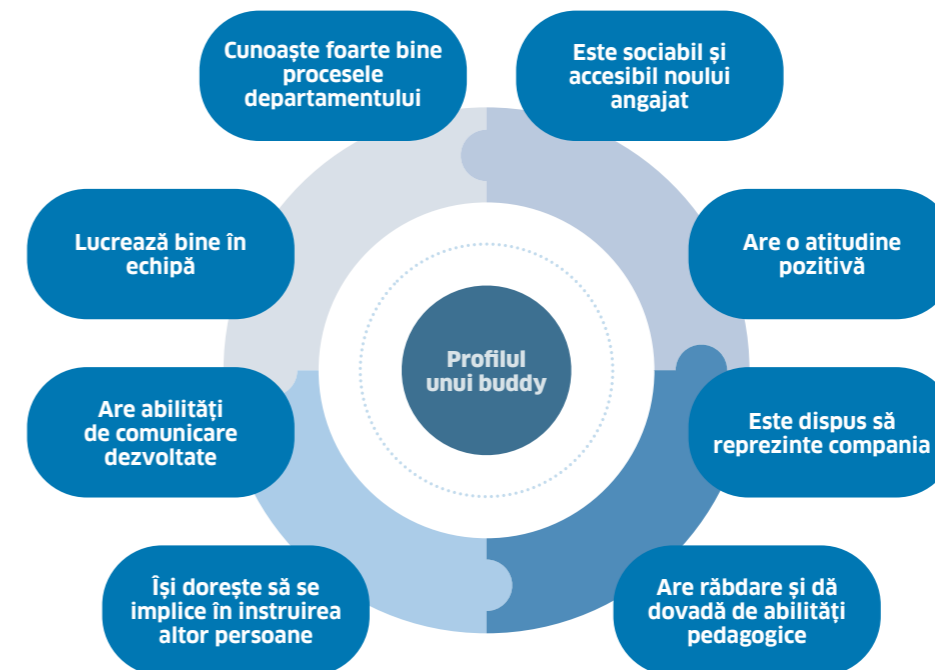 Cunoaște foarte bine
procesele
departamentului
Este sociabil și
accesibil noului
angajat
Lucrează bine în
echipă
Are o atitudine
pozitivă
Profilul
unui buddy
Are abilități
de comunicare
dezvoltate
Este dispus să
reprezinte compania
Își dorește să se
implice în instruirea
altor persoane
Are răbdare și dă
dovadă de abilități
pedagogice